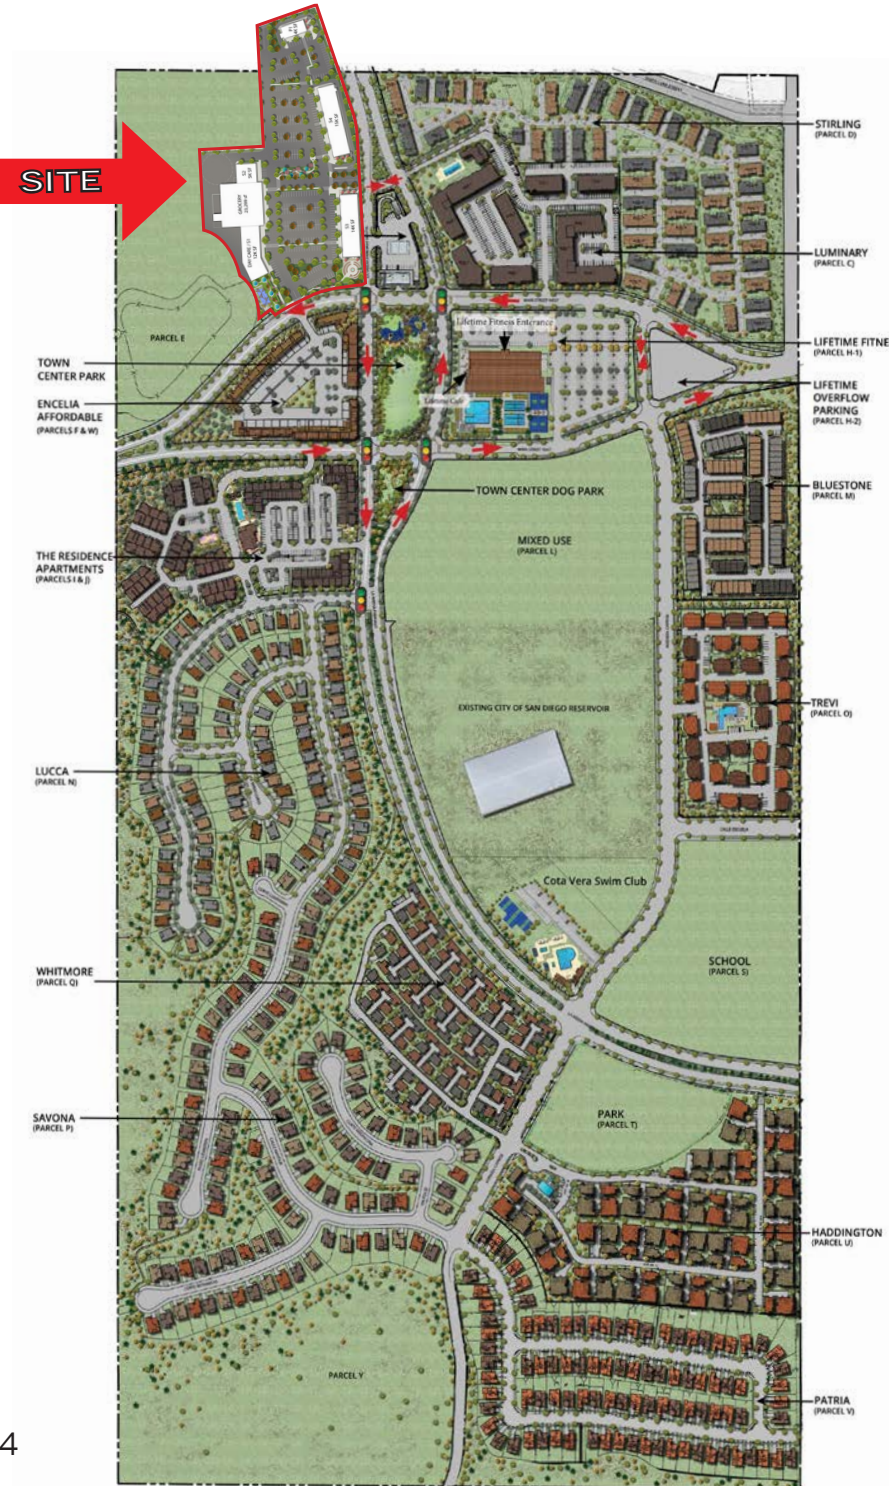 SITE
GROCERY
STIRLING
(PARCEL D)
LUMINARY
(PARCEL C)
PARCEL E
Lifetime Fitness Entrance
LIFETIME FITNE
(PARCEL H-1)
TOWN
CENTER PARK
LIFETIME
OVERFLOW
PARKING
(PARCEL H-2)
ENCELIA
AFFORDABLE
(PARCELS F & W)
Lifetime Cafe
TOWN CENTER DOG PARK
BLUESTONE
(PARCEL M)
MIXED USE
(PARCEL L)
THE RESIDENCE
APARTMENTS
(PARCELS I & J)
EXISTING CITY OF SAN DIEGO RESERVOIR
TREVI
(PARCEL O)
LUCCA
(PARCEL N)
Cota Vera Swim Club
WHITMORE
(PARCEL Q)
SCHOOL
(PARCEL S)
SAVONA
(PARCEL P)
PARK
(PARCEL T)
HADDINGTON
(PARCEL U)
PARCEL Y
PATRIA
(PARCEL V)
4